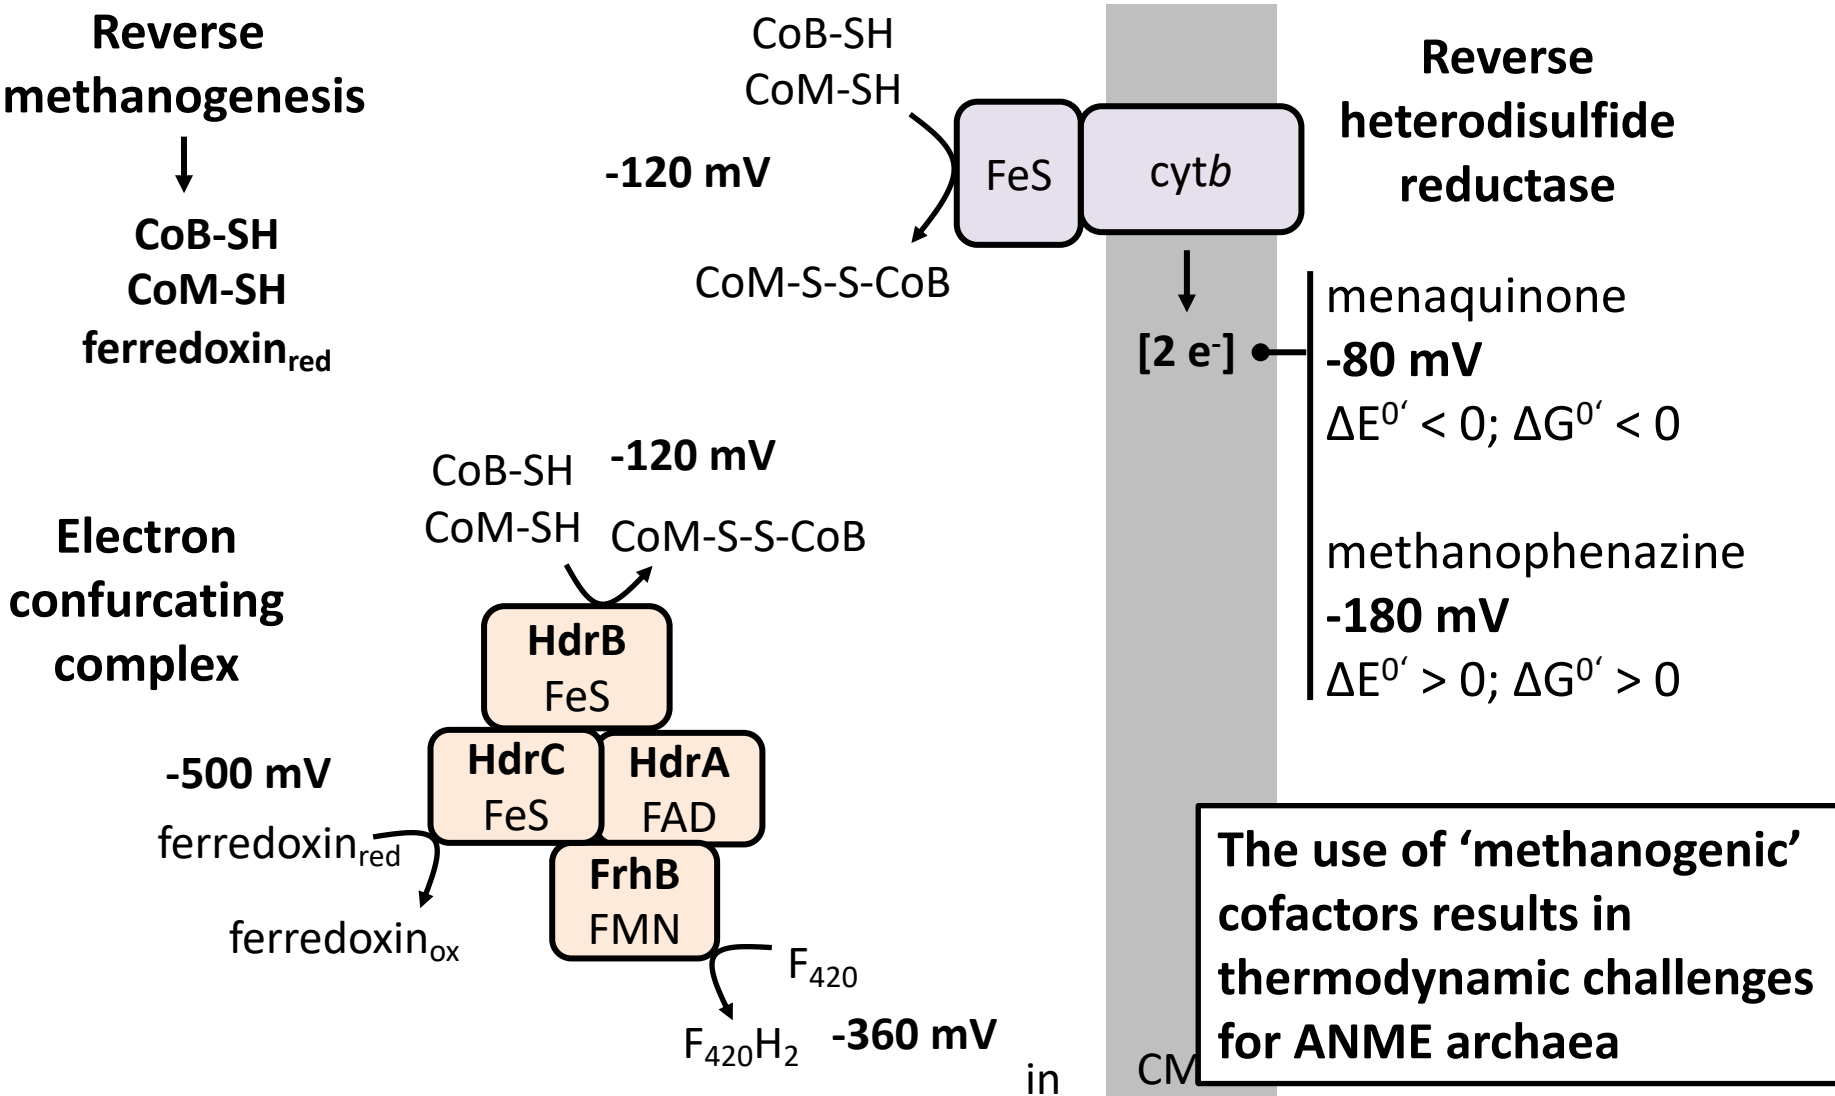 Reverse
methanogenesis
CoB-SH
CoM-SH
ferredoxin_red
CoB-SH
CoM-SH
-120 mV
CoM-S-S-CoB
FeS
cytb
[2 e⁻]
Reverse
heterodisulfide
reductase
menaquinone
-80 mV
ΔE⁰‘ < 0; ΔG⁰‘ < 0
methanophenazine
-180 mV
ΔE⁰‘ > 0; ΔG⁰‘ > 0
Electron
confurcating
complex
CoB-SH
CoM-SH
-120 mV
CoM-S-S-CoB
HdrB
FeS
HdrC
FeS
HdrA
FAD
FrhB
FMN
-500 mV
ferredoxin_red
ferredoxin_ox
F₄₂₀
F₄₂₀H₂
-360 mV
in
CM
The use of ‘methanogenic’
cofactors results in
thermodynamic challenges
for ANME archaea